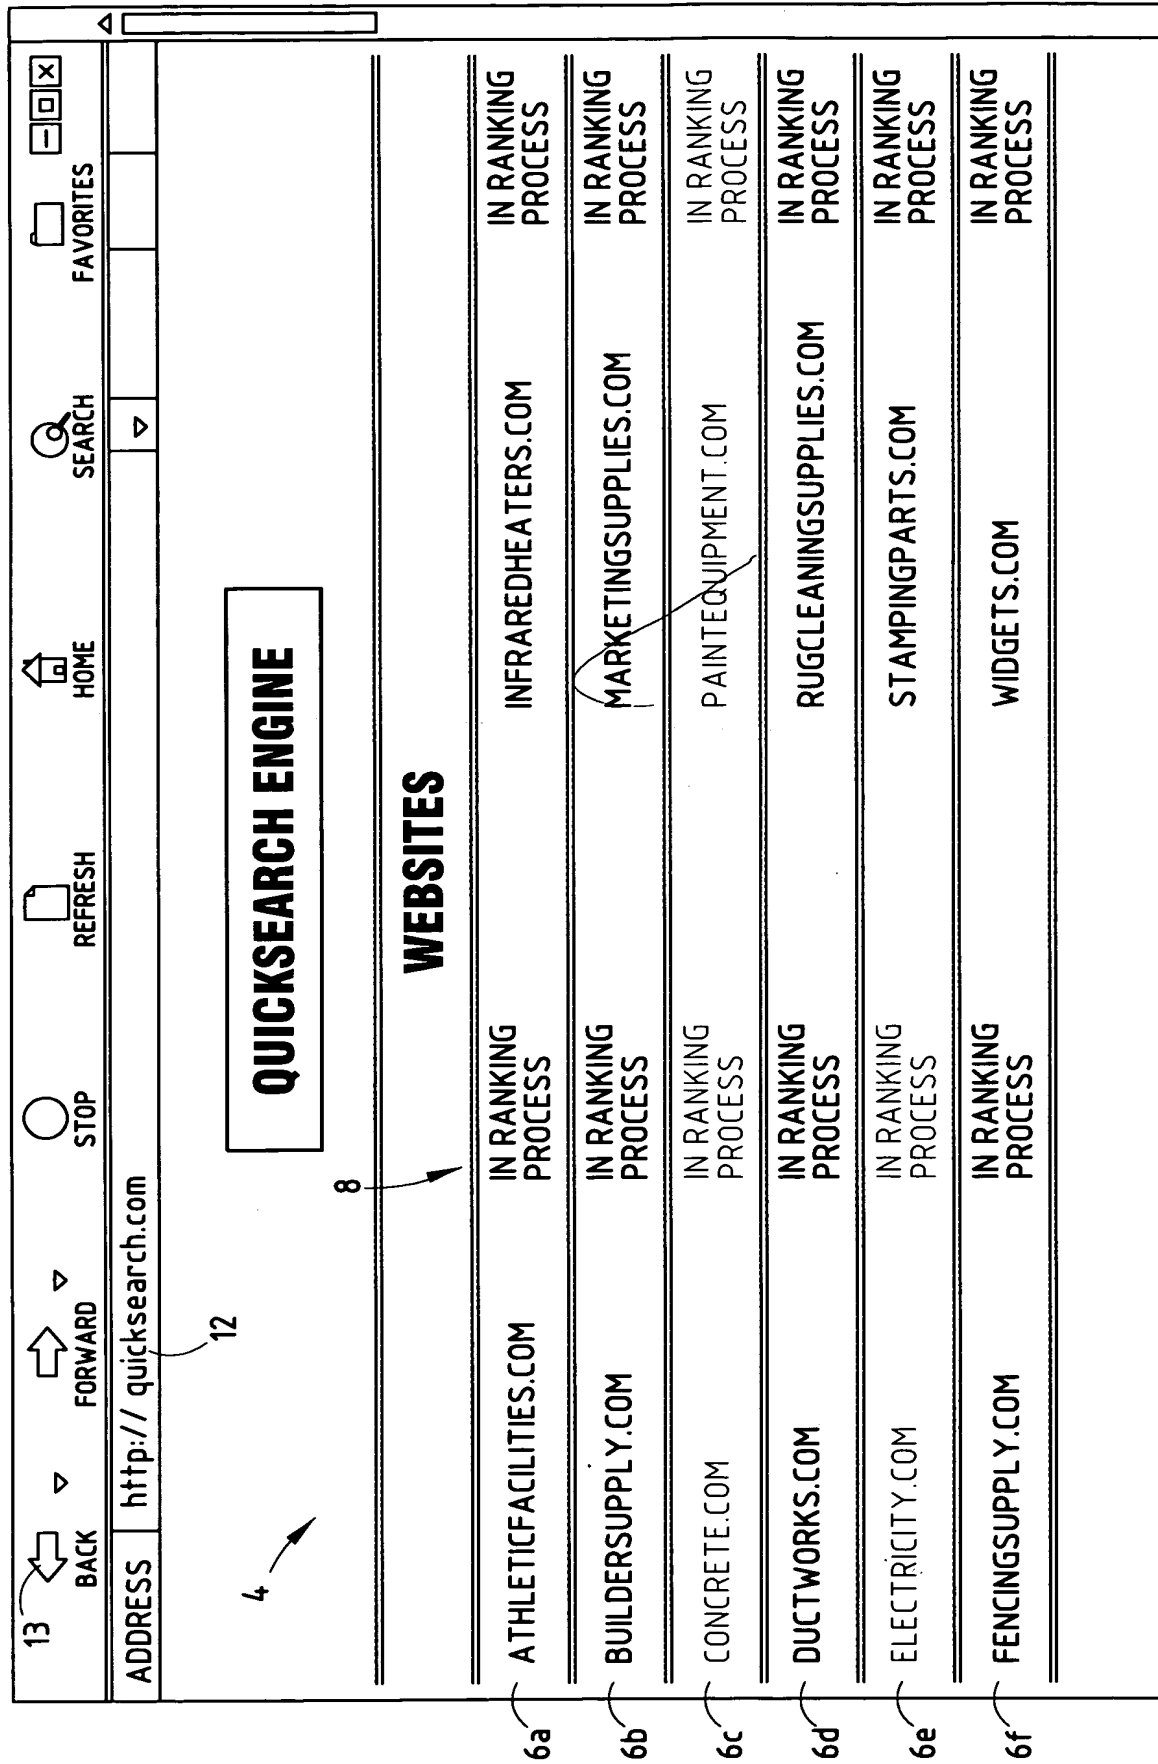 13
BACK
FORWARD
STOP
REFRESH
HOME
SEARCH
FAVORITES
ADDRESS
http:// quicksearch.com
12
4
QUICKSEARCH ENGINE
8
WEBSITES
6a ATHLETICFACILITIES.COM IN RANKING PROCESS INFRAREDHEATERS.COM IN RANKING PROCESS
6b BUILDERSUPPLY.COM IN RANKING PROCESS MARKETINGSUPPLIES.COM IN RANKING PROCESS
6c CONCRETE.COM IN RANKING PROCESS PAINTEQUIPMENT.COM IN RANKING PROCESS
6d DUCTWORKS.COM IN RANKING PROCESS RUGCLEANINGSUPPLIES.COM IN RANKING PROCESS
6e ELECTRICITY.COM IN RANKING PROCESS STAMPINGPARTS.COM IN RANKING PROCESS
6f FENCINGSUPPLY.COM IN RANKING PROCESS WIDGETS.COM IN RANKING PROCESS